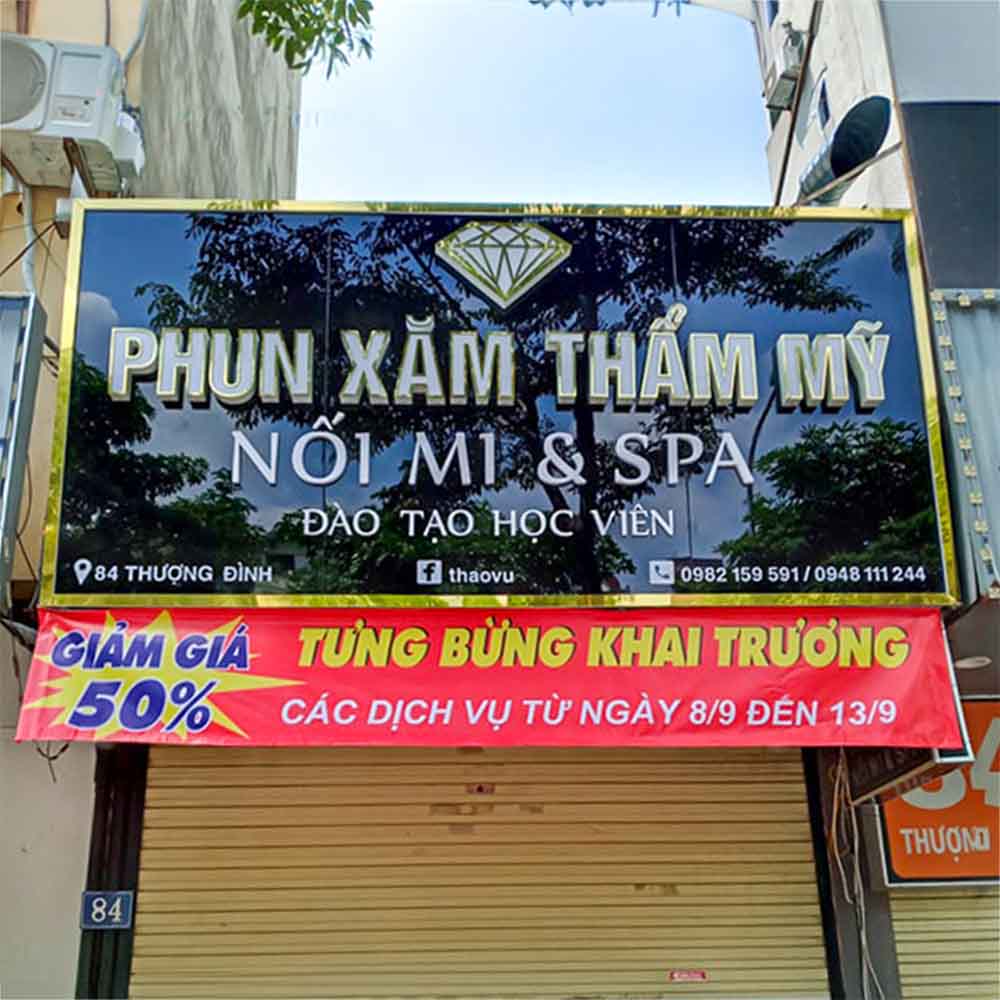 PHUN XĂM THẨM MỸ
NỐI MI & SPA
ĐÀO TẠO HỌC VIÊN
84 THƯỢNG ĐÌNH
thaovu
0982 159 591 / 0948 111 244
GIẢM GIÁ
50%
TƯNG BỪNG KHAI TRƯƠNG
CÁC DỊCH VỤ TỪ NGÀY 8/9 ĐẾN 13/9
84